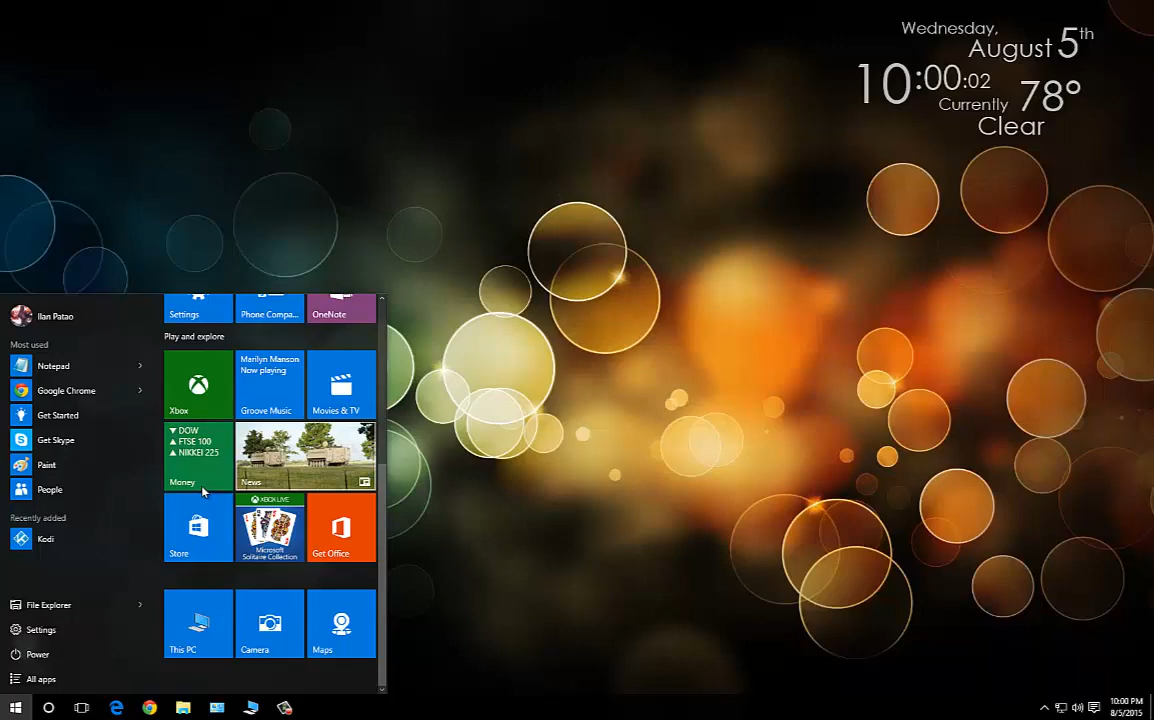 Wednesday,
August 5th
10:00:02
Currently 78°
Clear
Ilan Patao
Most used
Notepad
Google Chrome
Get Started
Get Skype
Paint
People
Recently added
Kodi
File Explorer
Settings
Power
All apps
Settings
Phone Compa...
OneNote
Play and explore
Xbox
Marilyn Manson
Now playing
Groove Music
Movies & TV
DOW
FTSE 100
NIKKEI 225
Money
News
Store
XBOX LIVE
Microsoft
Solitaire Collection
Get Office
This PC
Camera
Maps
10:00 PM
8/5/2015